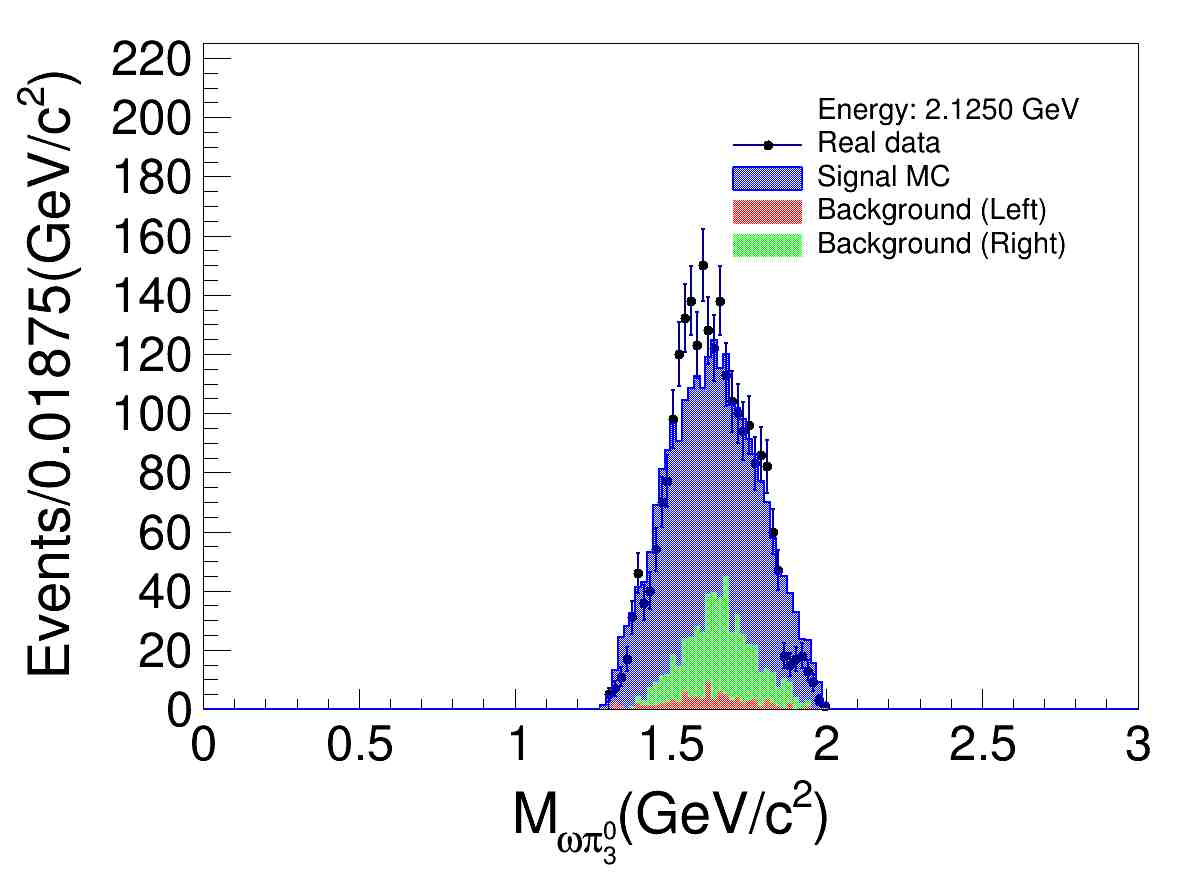 Events/0.01875(GeV/c²)
220
200
180
160
140
120
100
80
60
40
20
0
Energy: 2.1250 GeV
Real data
Signal MC
Background (Left)
Background (Right)
0 0.5 1 1.5 2 2.5 3
M_{ωπ⁰₃}(GeV/c²)